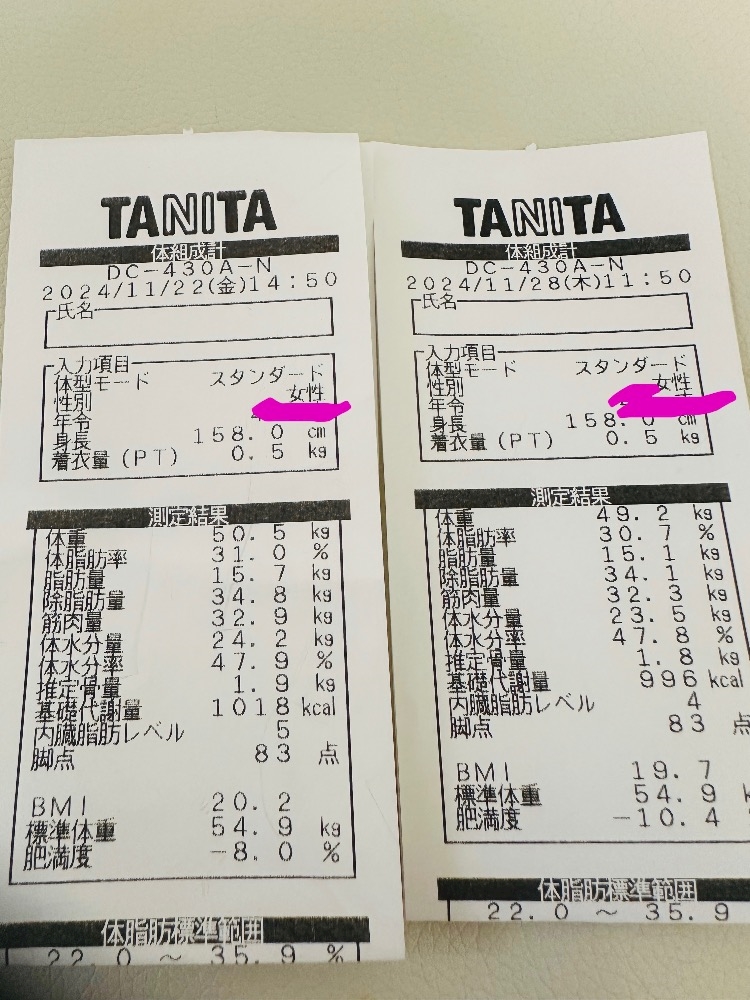 TANITA
体組成計
DC-430A-N
2024/11/22(金)14:50
氏名
入力項目
体型モード スタンダード
性別 女性
年令
身長 158.0 cm
着衣量(PT) 0.5 kg
測定結果
体重 50.5 kg
体脂肪率 31.0 %
脂肪量 15.7 kg
除脂肪量 34.8 kg
筋肉量 32.9 kg
体水分量 24.2 kg
体水分率 47.9 %
推定骨量 1.9 kg
基礎代謝量 1018 kcal
内臓脂肪レベル 5
脚点 83 点
BMI 20.2
標準体重 54.9 kg
肥満度 -8.0 %
体脂肪標準範囲
22.0 ~ 35.9 %
TANITA
体組成計
DC-430A-N
2024/11/28(木)11:50
氏名
入力項目
体型モード スタンダード
性別 女性
年令
身長 158.0 cm
着衣量(PT) 0.5 kg
測定結果
体重 49.2 kg
体脂肪率 30.7 %
脂肪量 15.1 kg
除脂肪量 34.1 kg
筋肉量 32.3 kg
体水分量 23.5 kg
体水分率 47.8 %
推定骨量 1.8 kg
基礎代謝量 996 kcal
内臓脂肪レベル 4
脚点 83 点
BMI 19.7
標準体重 54.9
肥満度 -10.4
体脂肪標準範囲
22.0 ~ 35.9